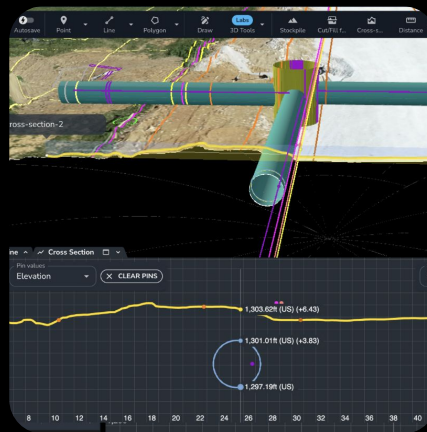 Labs
Autosave Point Line Polygon Draw 3D Tools Stockpile Cut/Fill f... Cross-s... Distance
ross-section-2
ne Cross Section
Pin values
Elevation
CLEAR PINS
1,303.62ft (US) (+6.43)
1,301.01ft (US) (+3.83)
1,297.19ft (US)
8 10 12 14 16 18 20 22 24 26 28 30 32 34 36 38 40